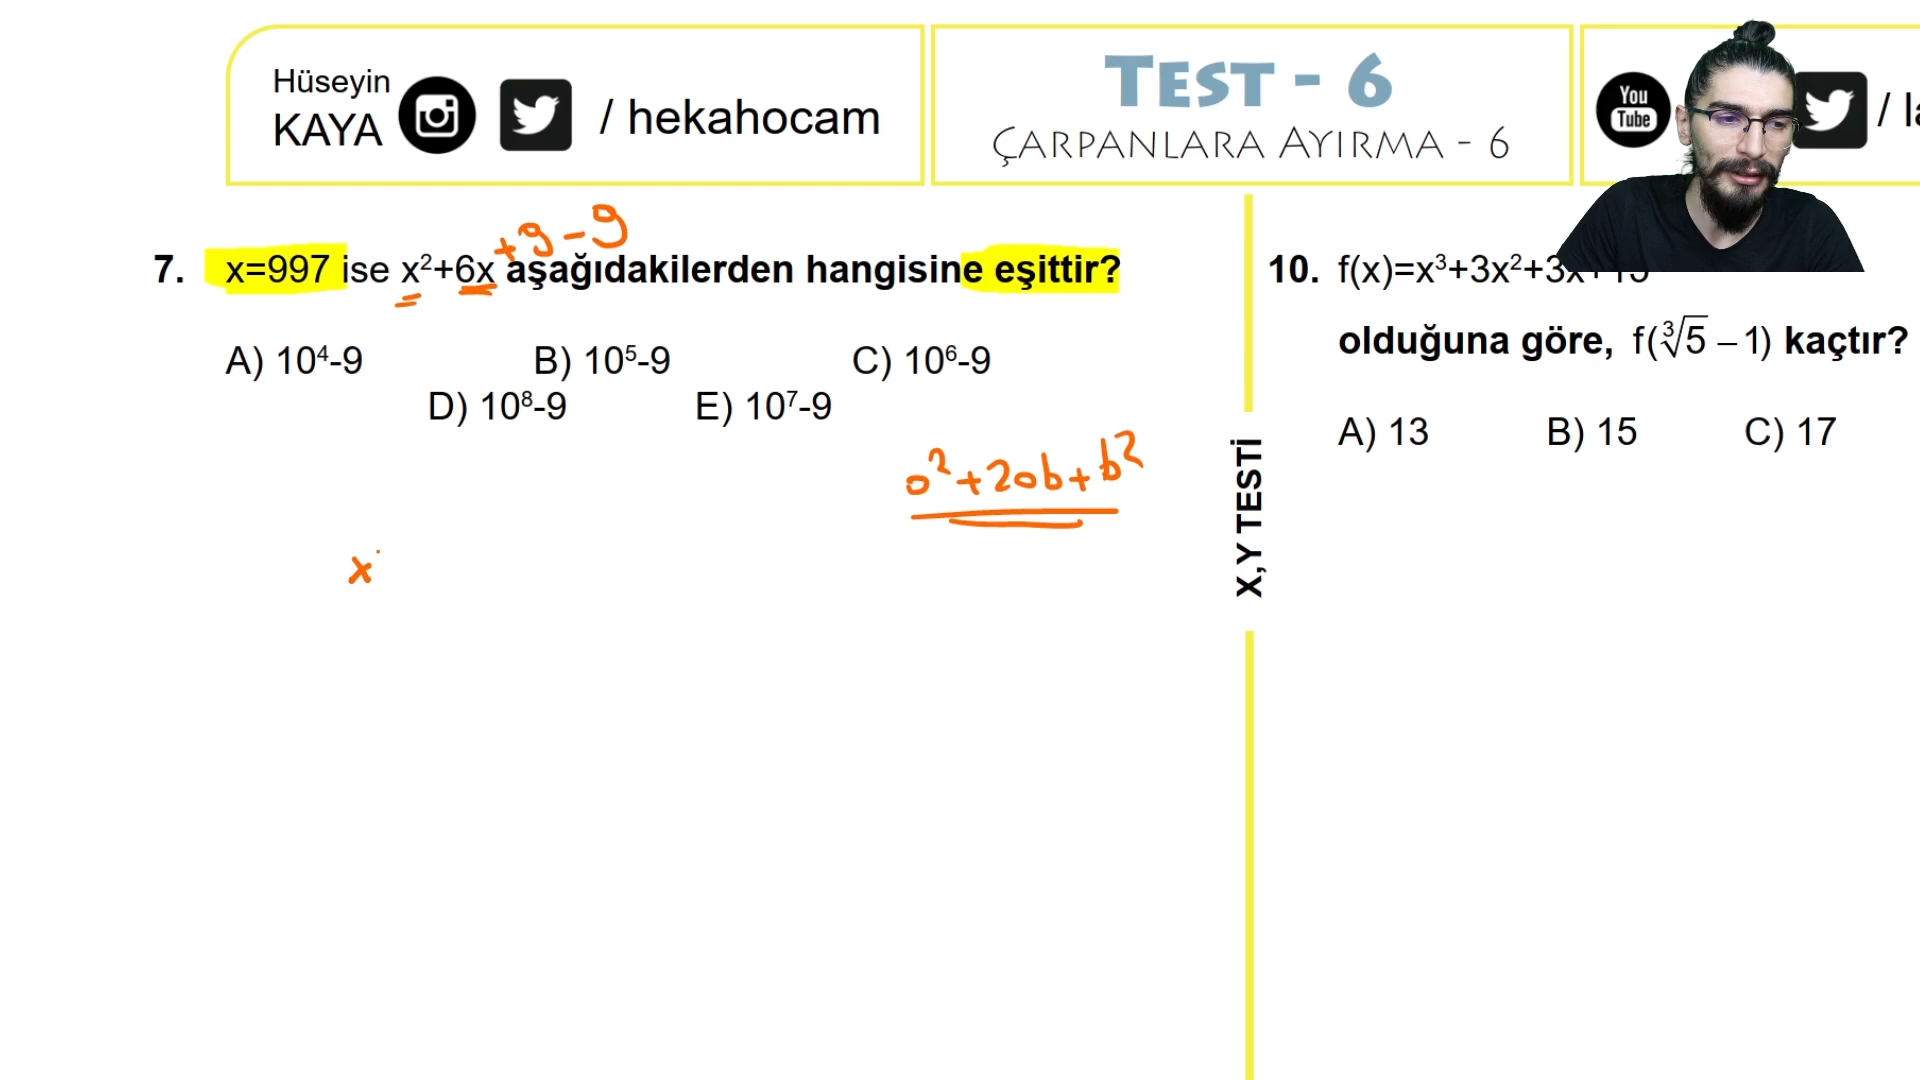 Hüseyin
KAYA
/ hekahocam
TEST - 6
ÇARPANLARA AYIRMA - 6
You
Tube
/ la
+9-9
7. x=997 ise x²+6x aşağıdakilerden hangisine eşittir?
A) 10⁴-9 B) 10⁵-9 C) 10⁶-9
D) 10⁸-9 E) 10⁷-9
a²+2ab+b²
x
X,Y TESTİ
10. f(x)=x³+3x²+3x+
olduğuna göre, f(∛5 – 1) kaçtır?
A) 13 B) 15 C) 17